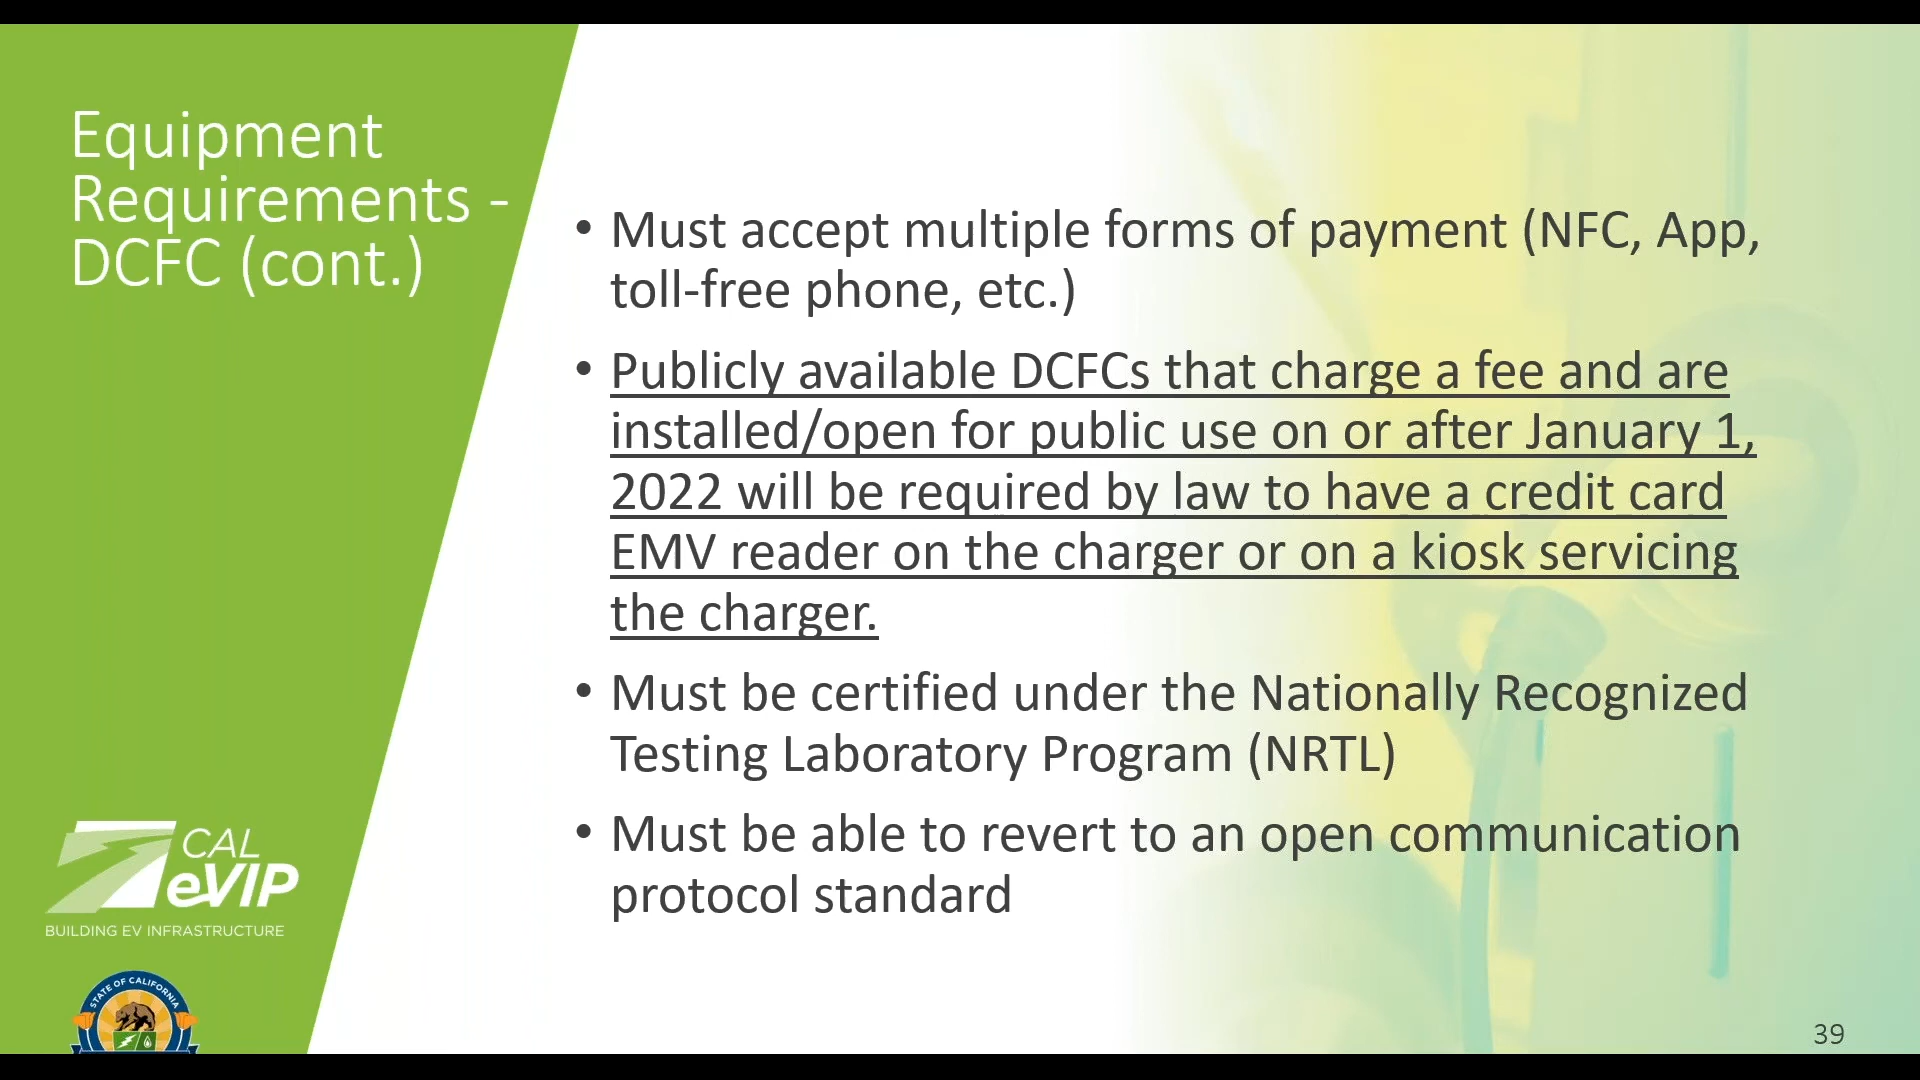 Equipment
Requirements -
DCFC (cont.)
• Must accept multiple forms of payment (NFC, App,
toll-free phone, etc.)
• Publicly available DCFCs that charge a fee and are
installed/open for public use on or after January 1,
2022 will be required by law to have a credit card
EMV reader on the charger or on a kiosk servicing
the charger.
• Must be certified under the Nationally Recognized
Testing Laboratory Program (NRTL)
• Must be able to revert to an open communication
protocol standard
CAL
eVIP
BUILDING EV INFRASTRUCTURE
STATE OF CALIFORNIA
39